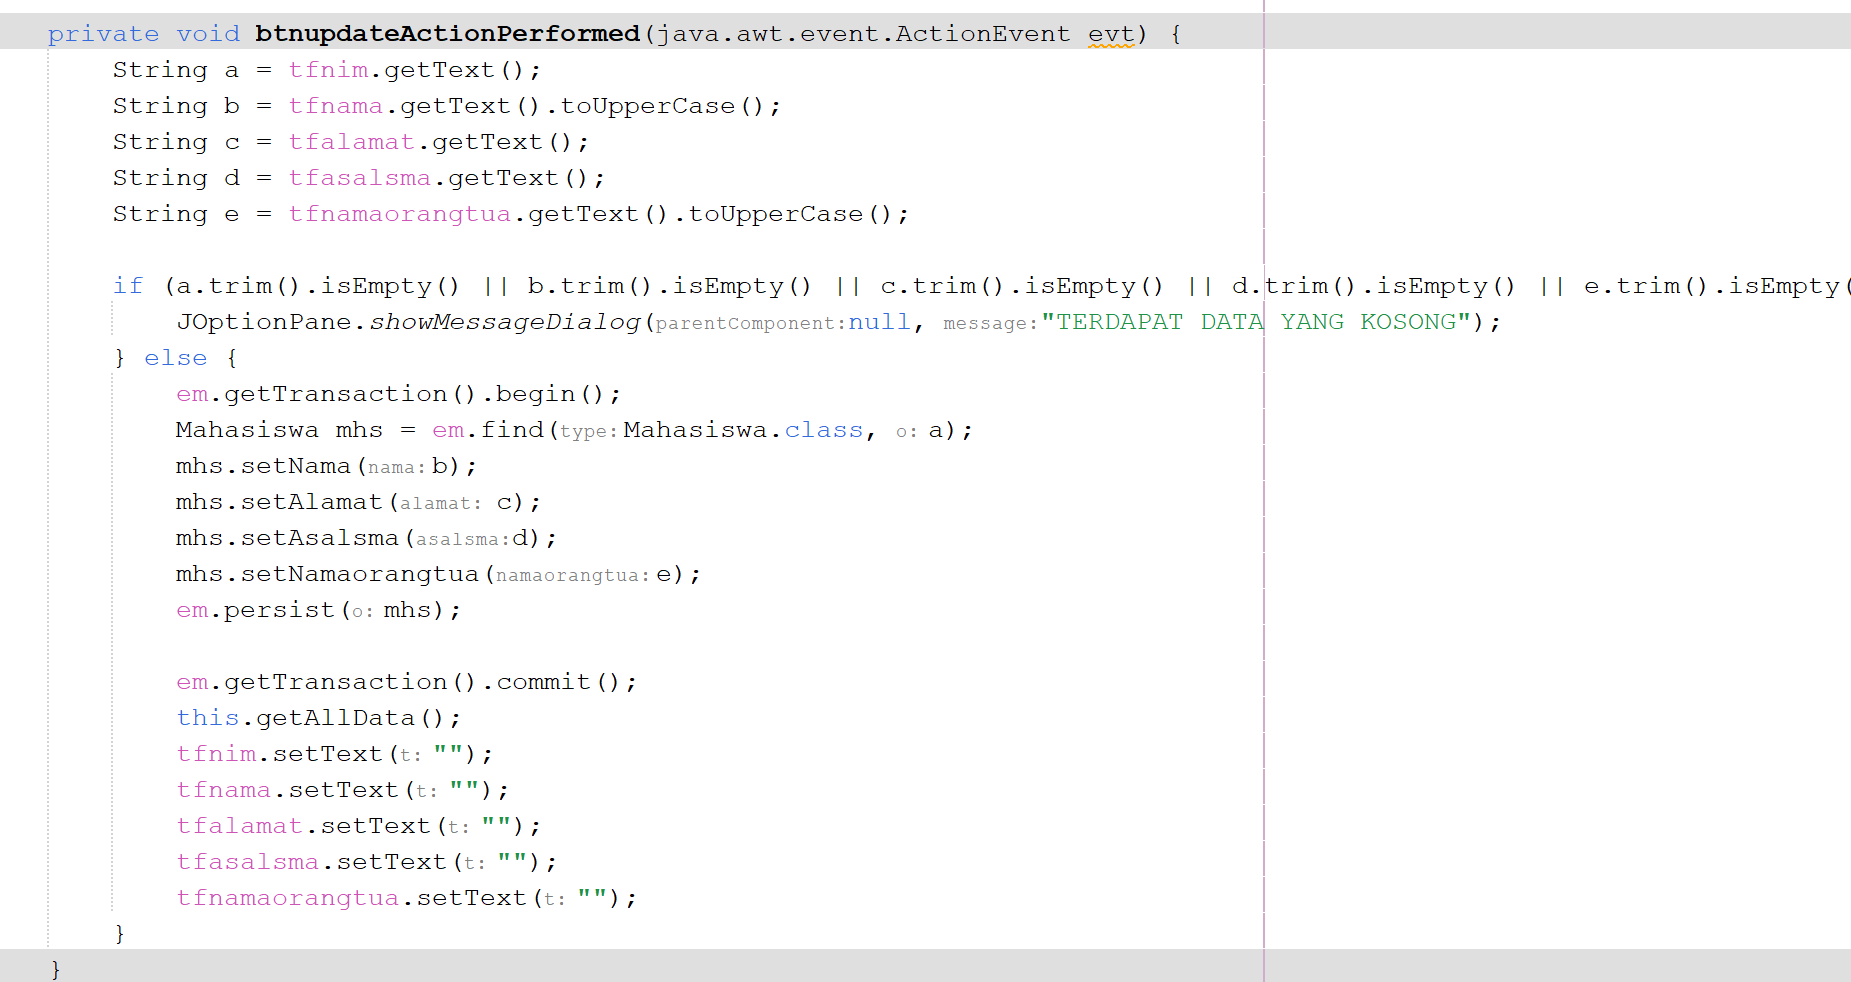 private void btnupdateActionPerformed(java.awt.event.ActionEvent evt) {
String a = tfnim.getText();
String b = tfnama.getText().toUpperCase();
String c = tfalamat.getText();
String d = tfasalsma.getText();
String e = tfnamaorangtua.getText().toUpperCase();
if (a.trim().isEmpty() || b.trim().isEmpty() || c.trim().isEmpty() || d.trim().isEmpty() || e.trim().isEmpty(
JOptionPane.showMessageDialog(parentComponent:null, message:"TERDAPAT DATA YANG KOSONG");
} else {
em.getTransaction().begin();
Mahasiswa mhs = em.find(type:Mahasiswa.class, o: a);
mhs.setNama(nama: b);
mhs.setAlamat(alamat: c);
mhs.setAsalsma(asalsma:d);
mhs.setNamaorangtua(namaorangtua: e);
em.persist(o: mhs);
em.getTransaction().commit();
this.getAllData();
tfnim.setText(t: "");
tfnama.setText(t: "");
tfalamat.setText(t: "");
tfasalsma.setText(t: "");
tfnamaorangtua.setText(t: "");
}
}